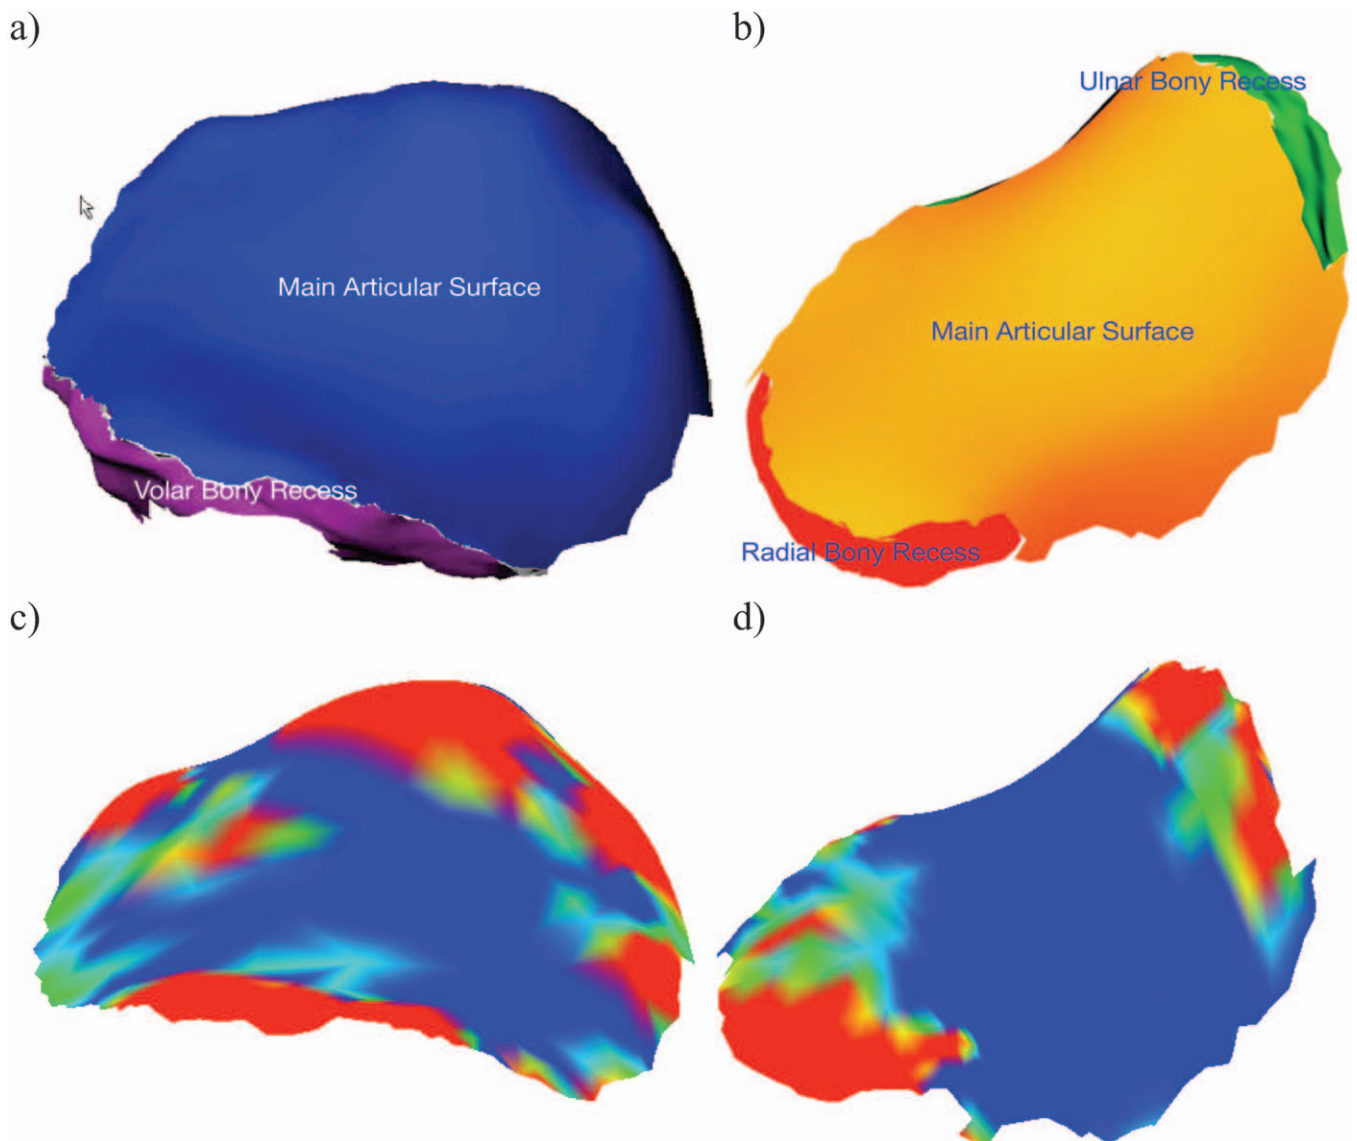 a)
b)
Ulnar Bony Recess
Main Articular Surface
Main Articular Surface
Volar Bony Recess
Radial Bony Recess
c)
d)